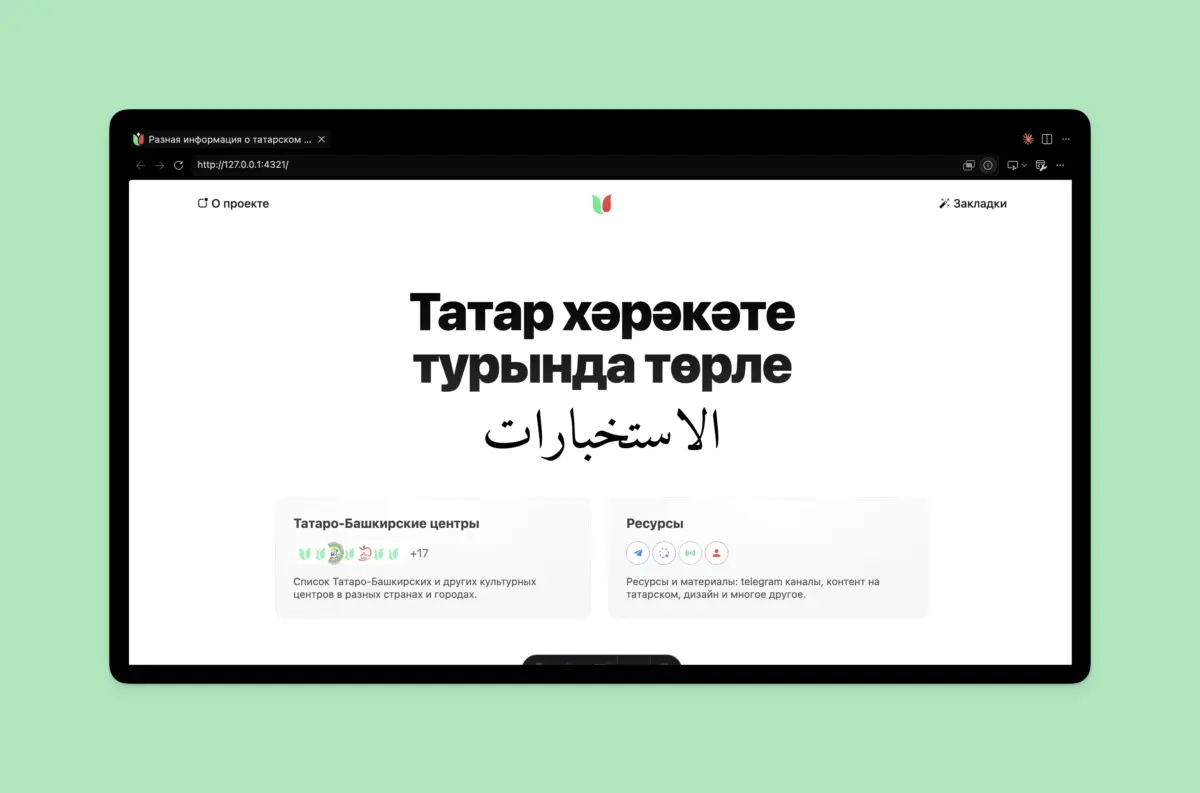 Разная информация о татарском ...
http://127.0.0.1:4321/
О проекте
Закладки
Татар хәрәкәте
турында төрле
الاستخبارات
Татаро-Башкирские центры
+17
Список Татаро-Башкирских и других культурных
центров в разных странах и городах.
Ресурсы
Ресурсы и материалы: telegram каналы, контент на
татарском, дизайн и многое другое.